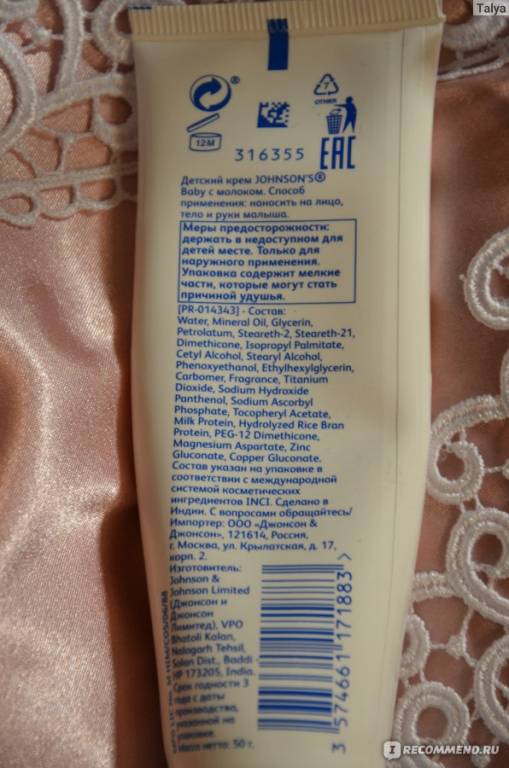 Talya
7
OTHER
12M
316355
EAC
Детский крем JOHNSON'S®
Baby с молоком. Способ
применения: наносить на лицо,
тело и руки малыша.
Меры предосторожности:
держать в недоступном для
детей месте. Только для
наружного применения.
Упаковка содержит мелкие
части, которые могут стать
причиной удушья.
[PR-014343] - Состав:
Water, Mineral Oil, Glycerin,
Petrolatum, Steareth-2, Steareth-21,
Dimethicone, Isopropyl Palmitate,
Cetyl Alcohol, Stearyl Alcohol,
Phenoxyethanol, Ethylhexylglycerin,
Carbomer, Fragrance, Titanium
Dioxide, Sodium Hydroxide
Panthenol, Sodium Ascorbyl
Phosphate, Tocopheryl Acetate,
Milk Protein, Hydrolyzed Rice Bran
Protein, PEG-12 Dimethicone,
Magnesium Aspartate, Zinc
Gluconate, Copper Gluconate.
Состав указан на упаковке в
соответствии с международной
системой косметических
ингредиентов INCI. Сделано в
Индии. С вопросами обращайтесь/
Импортер: ООО «Джонсон &
Джонсон», 121614, Россия,
г. Москва, ул. Крылатская, д. 17,
корп. 2.
Изготовитель:
Johnson &
Johnson Limited
(Джонсон и
Джонсон
Лимитед), VPO
Bhatoli Kalan,
Nalagarh Tehsil,
Solan Dist., Baddi -
HP 173205, India.
Срок годности 3
года с даты
производства,
указанной на
упаковке.
Масса нетто: 50 г.
3 574661 171883 >
IRECOMMEND.RU